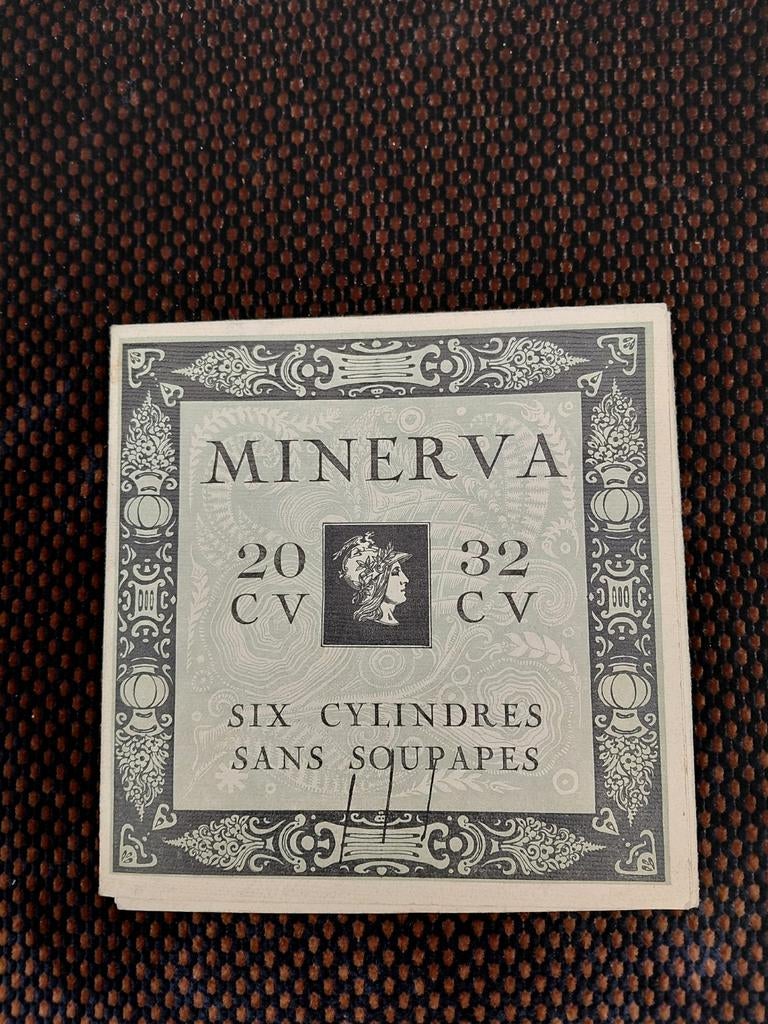 MINERVA
20 32
CV CV
SIX CYLINDRES
SANS SOUPAPES